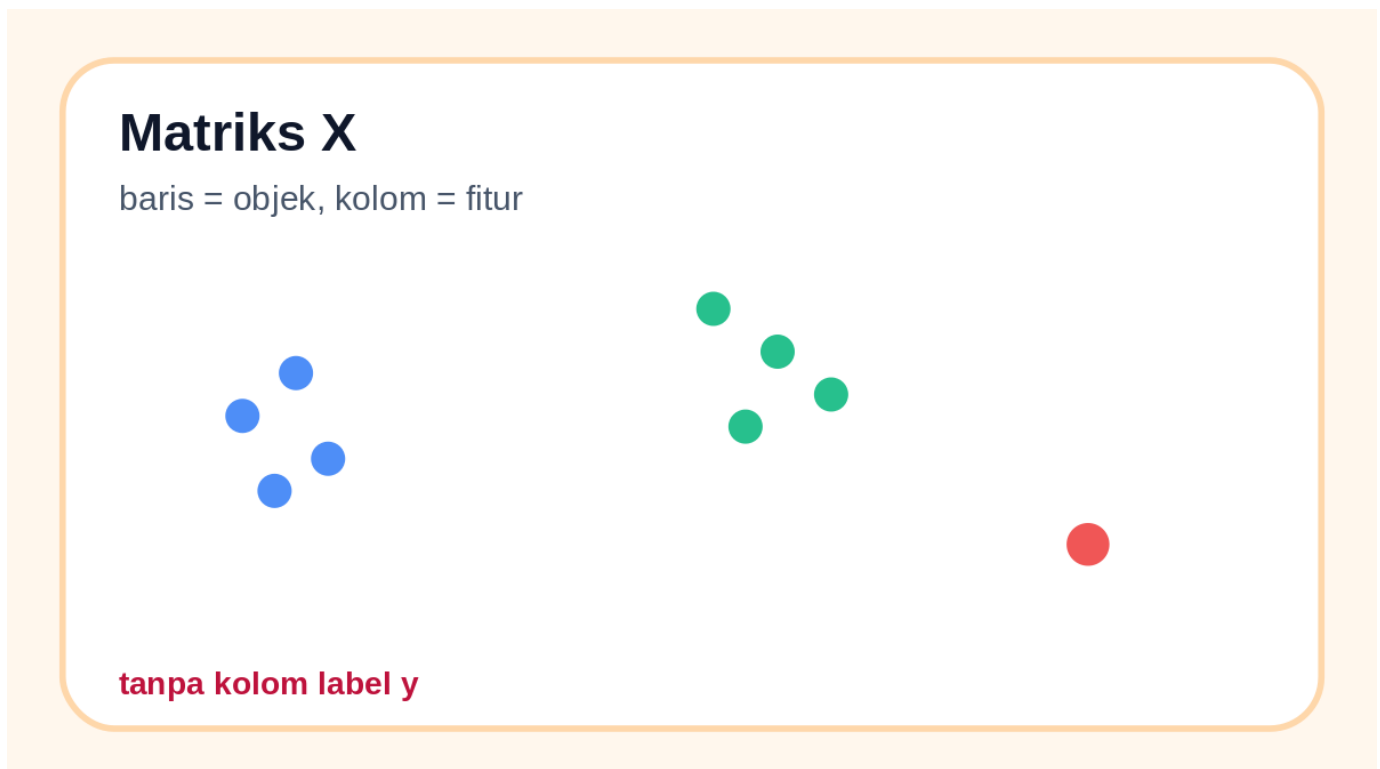 Matriks X
baris = objek, kolom = fitur
tanpa kolom label y